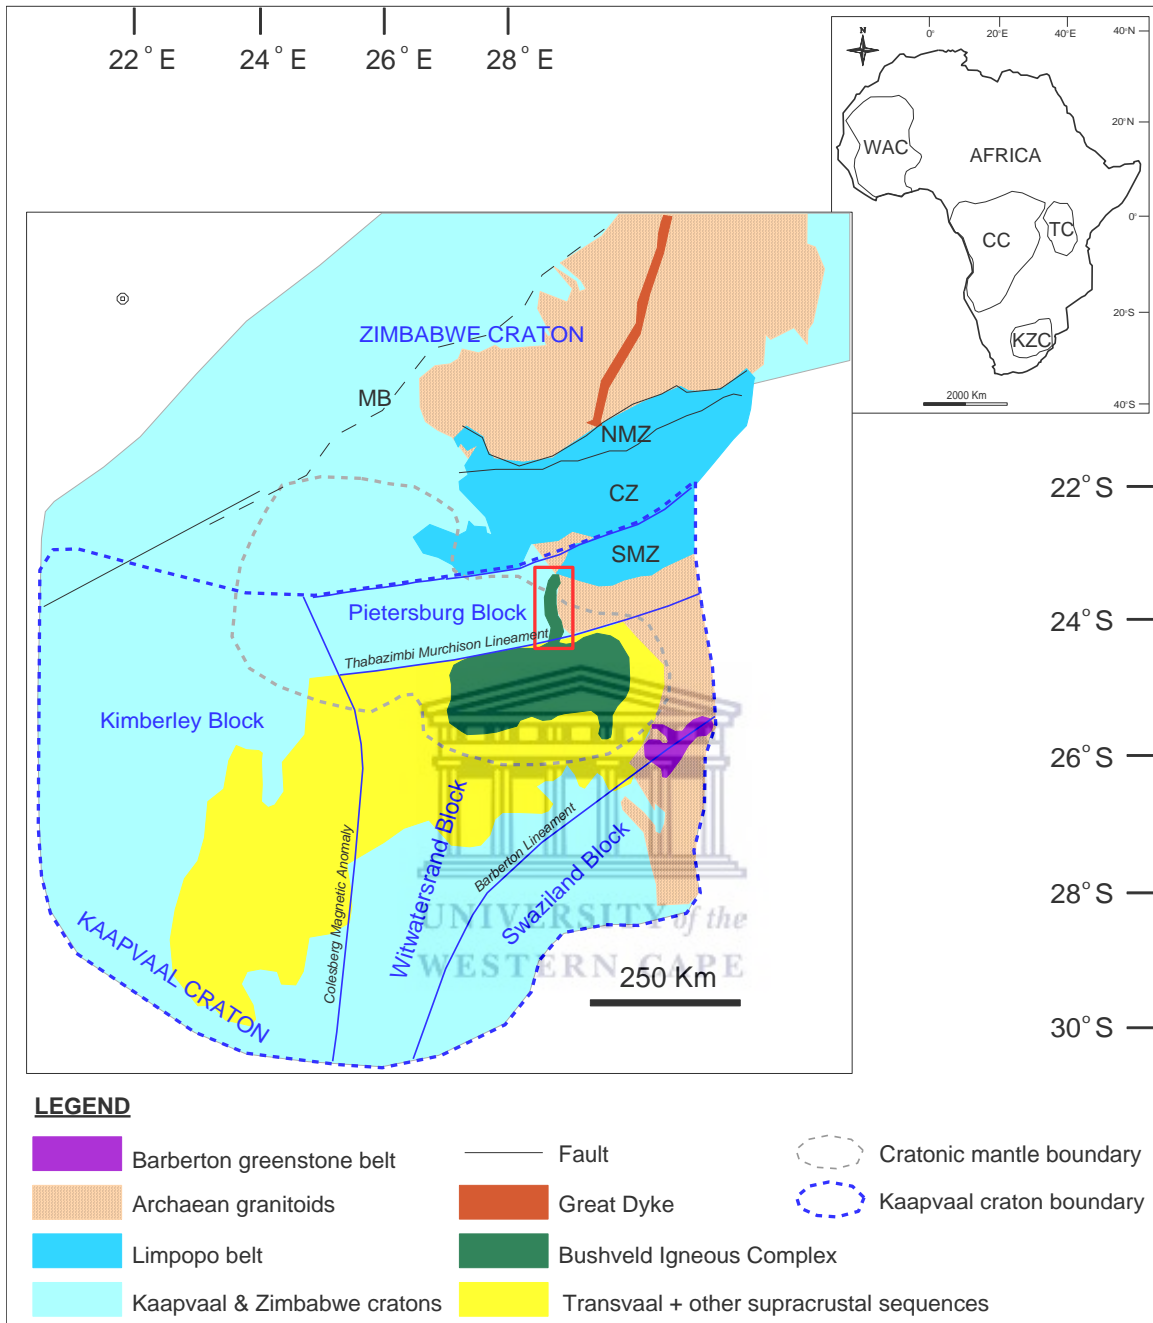 22°E 24°E 26°E 28°E
N
0° 20°E 40°E
40°N
20°N
0°
20°S
40°S
WAC
AFRICA
CC
TC
KZC
2000 Km
ZIMBABWE CRATON
MB
NMZ
CZ
SMZ
22°S
24°S
26°S
28°S
30°S
Pietersburg Block
Thabazimbi Murchison Lineament
Kimberley Block
Colesberg Magnetic Anomaly
Witwatersrand Block
Barberton Lineament
Swaziland Block
KAAPVAAL CRATON
UNIVERSITY of the
WESTERN CAPE
250 Km
LEGEND
Barberton greenstone belt
Archaean granitoids
Limpopo belt
Kaapvaal & Zimbabwe cratons
Fault
Great Dyke
Bushveld Igneous Complex
Transvaal + other supracrustal sequences
Cratonic mantle boundary
Kaapvaal craton boundary